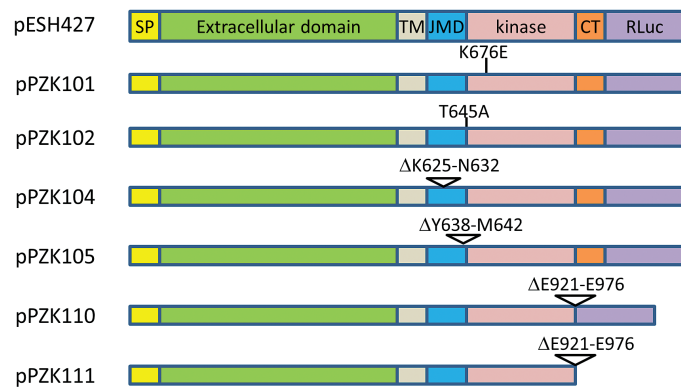 pESH427 SP Extracellular domain TM JMD kinase CT RLuc
K676E
pPZK101
T645A
pPZK102
ΔK625-N632
pPZK104
ΔY638-M642
pPZK105
ΔE921-E976
pPZK110
ΔE921-E976
pPZK111